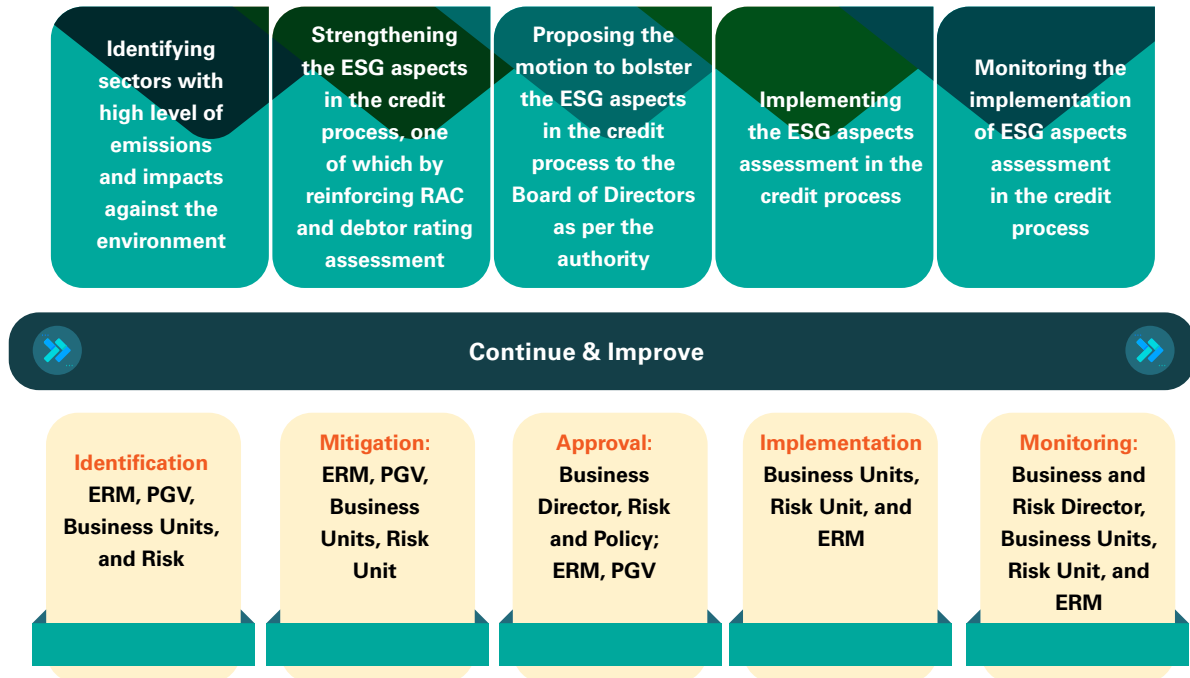 Identifying
sectors with
high level of
emissions
and impacts
against the
environment
Strengthening
the ESG aspects
in the credit
process, one
of which by
reinforcing RAC
and debtor rating
assessment
Proposing the
motion to bolster
the ESG aspects
in the credit
process to the
Board of Directors
as per the
authority
Implementing
the ESG aspects
assessment in the
credit process
Monitoring the
implementation
of ESG aspects
assessment
in the credit
process
Continue & Improve
Identification
ERM, PGV,
Business Units,
and Risk
Mitigation:
ERM, PGV,
Business
Units, Risk
Unit
Approval:
Business
Director, Risk
and Policy;
ERM, PGV
Implementation
Business Units,
Risk Unit, and
ERM
Monitoring:
Business and
Risk Director,
Business Units,
Risk Unit, and
ERM